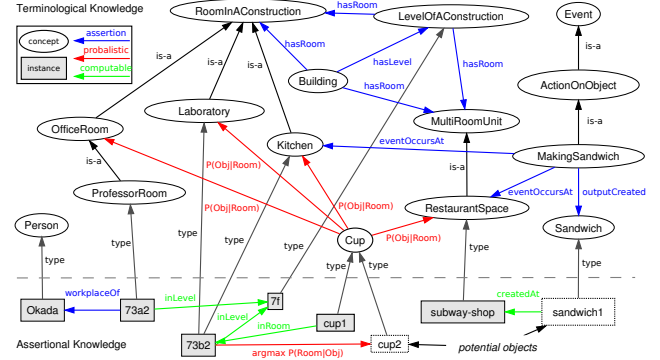 Terminological Knowledge
RoomInAConstruction
LevelOfAConstruction
Event
concept
assertion
probalistic
instance
computable
hasRoom
is-a
hasRoom
hasLevel
hasRoom
is-a
is-a
is-a
is-a
Building
hasRoom
ActionOnObject
Laboratory
OfficeRoom
MultiRoomUnit
is-a
Kitchen
eventOccursAt
MakingSandwich
is-a
P(Obj|Room)
is-a
ProfessorRoom
P(Obj|Room)
P(Obj|Room)
eventOccursAt
outputCreated
RestaurantSpace
Person
type
type
type
type
Cup
P(Obj|Room)
Sandwich
type
type
type
type
type
type
workplaceOf
inLevel
createdAt
Okada
73a2
7f
inLevel
inRoom
cup1
subway-shop
sandwich1
Assertional Knowledge
73b2
argmax P(Room|Obj)
cup2
potential objects